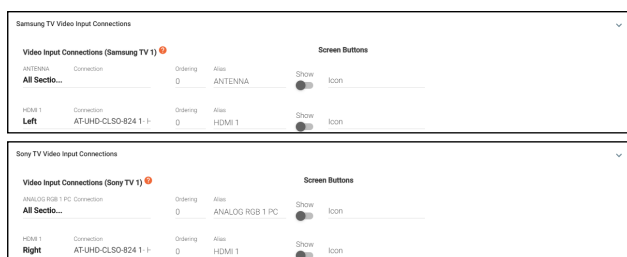 Samsung TV Video Input Connections
Video Input Connections (Samsung TV 1) ?
Screen Buttons
ANTENNA Connection Ordering Alias
All Sectio... 0 ANTENNA Show Icon
HDMI 1 Connection Ordering Alias
Left AT-UHD-CLSO-824 1- H 0 HDMI 1 Show Icon
Sony TV Video Input Connections
Video Input Connections (Sony TV 1) ?
Screen Buttons
ANALOG RGB 1 PC Connection Ordering Alias
All Sectio... 0 ANALOG RGB 1 PC Show Icon
HDMI 1 Connection Ordering Alias
Right AT-UHD-CLSO-824 1- H 0 HDMI 1 Show Icon